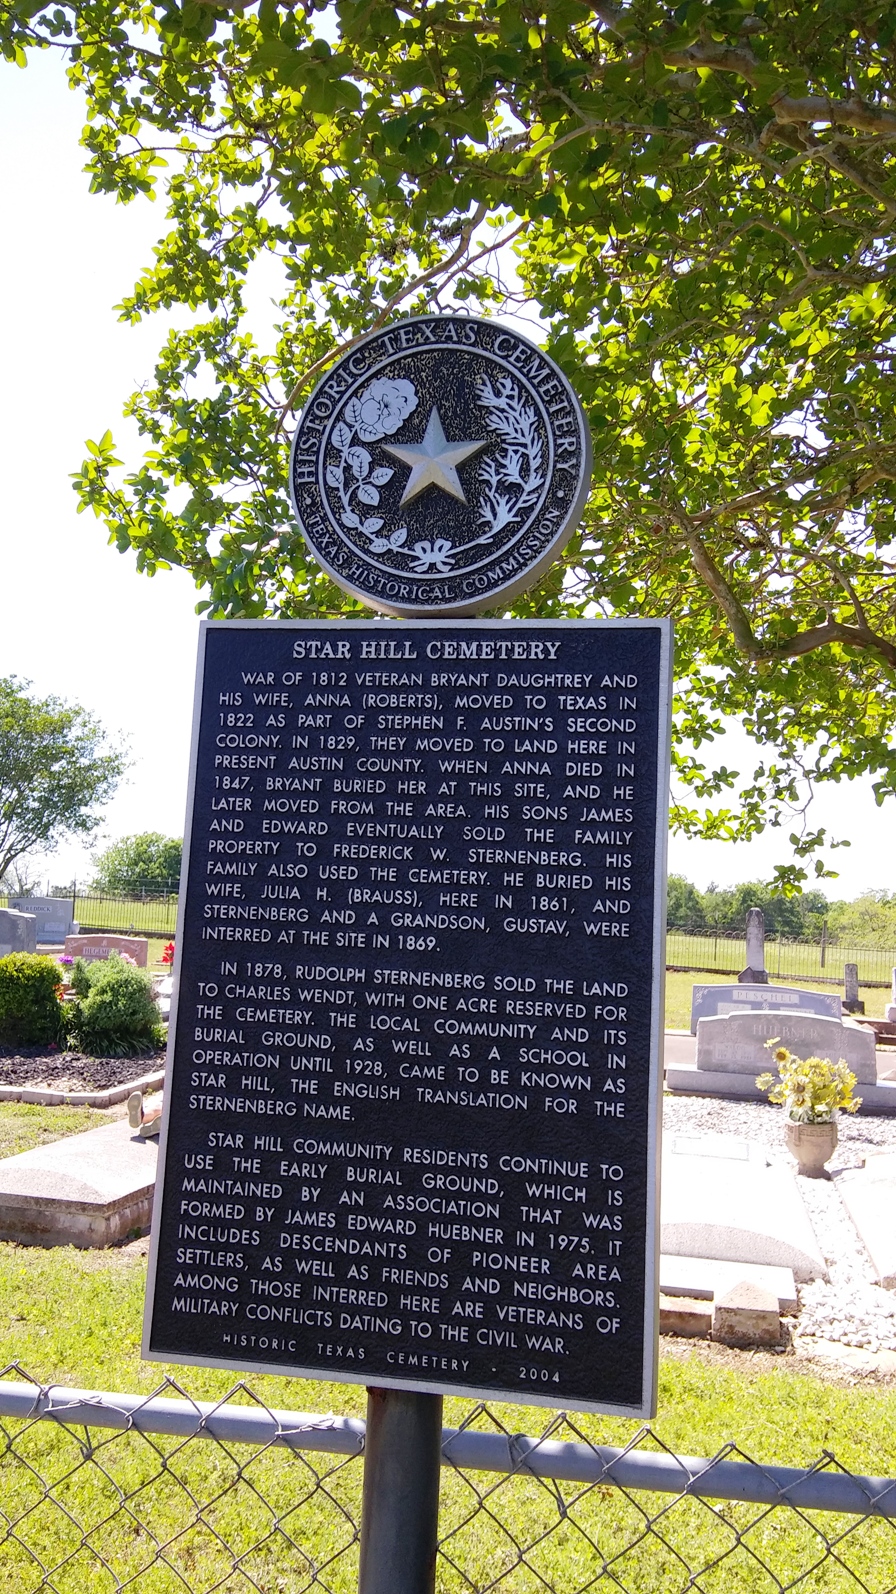 HISTORIC TEXAS CEMETERY
TEXAS HISTORICAL COMMISSION
STAR HILL CEMETERY
WAR OF 1812 VETERAN BRYANT DAUGHTREY AND
HIS WIFE, ANNA (ROBERTS), MOVED TO TEXAS IN
1822 AS PART OF STEPHEN F. AUSTIN'S SECOND
COLONY. IN 1829, THEY MOVED TO LAND HERE IN
PRESENT AUSTIN COUNTY. WHEN ANNA DIED IN
1847, BRYANT BURIED HER AT THIS SITE, AND HE
LATER MOVED FROM THE AREA. HIS SONS JAMES
AND EDWARD EVENTUALLY SOLD THE FAMILY
PROPERTY TO FREDERICK W. STERNENBERG. HIS
FAMILY ALSO USED THE CEMETERY. HE BURIED HIS
WIFE, JULIA H. (BRAUSS), HERE IN 1861, AND
STERNENBERG AND A GRANDSON, GUSTAV, WERE
INTERRED AT THE SITE IN 1869.
IN 1878, RUDOLPH STERNENBERG SOLD THE LAND
TO CHARLES WENDT, WITH ONE ACRE RESERVED FOR
THE CEMETERY. THE LOCAL COMMUNITY AND ITS
BURIAL GROUND, AS WELL AS A SCHOOL IN
OPERATION UNTIL 1928, CAME TO BE KNOWN AS
STAR HILL, THE ENGLISH TRANSLATION FOR THE
STERNENBERG NAME.
STAR HILL COMMUNITY RESIDENTS CONTINUE TO
USE THE EARLY BURIAL GROUND, WHICH IS
MAINTAINED BY AN ASSOCIATION THAT WAS
FORMED BY JAMES EDWARD HUEBNER IN 1975. IT
INCLUDES DESCENDANTS OF PIONEER AREA
SETTLERS, AS WELL AS FRIENDS AND NEIGHBORS.
AMONG THOSE INTERRED HERE ARE VETERANS OF
MILITARY CONFLICTS DATING TO THE CIVIL WAR.
HISTORIC TEXAS CEMETERY - 2004
HUEBNER